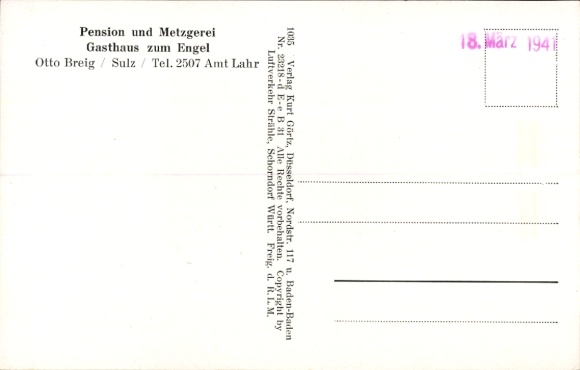 Pension und Metzgerei
Gasthaus zum Engel
Otto Breig / Sulz / Tel. 2507 Amt Lahr
1035 Verlag Kurt Görtz, Düsseldorf, Nordstr. 117 u. Baden-Baden
Nr. 23218-d E-e B 31 Alle Rechte vorbehalten. Copyright by
Luftverkehr Strähle, Schorndorf Württ. Freig. d. R. L. M.
18. März 1941